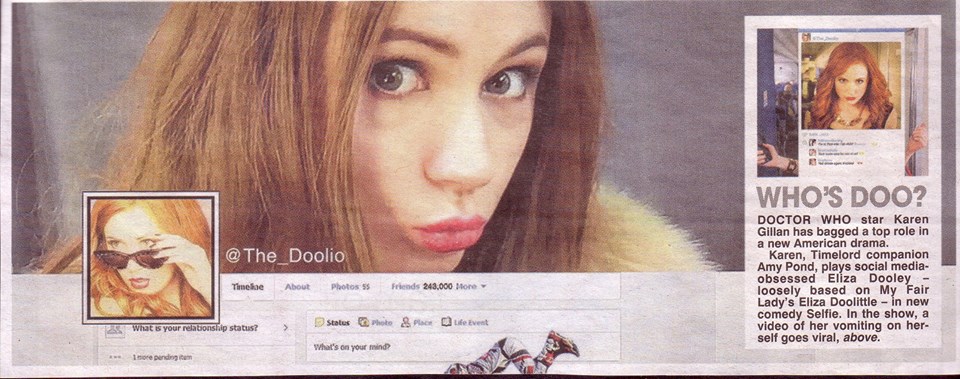 @The_Doolio
Timeline About Photos 55 Friends 243,000 More
What is your relationship status?
1 more pending item
Status Photo Place Life Event
What's on your mind?
@The_Doolio
WHO'S DOO?
DOCTOR WHO star Karen
Gillan has bagged a top role in
a new American drama.
Karen, Timelord companion
Amy Pond, plays social media-
obsessed Eliza Dooley –
loosely based on My Fair
Lady's Eliza Doolittle – in new
comedy Selfie. In the show, a
video of her vomiting on her-
self goes viral, above.